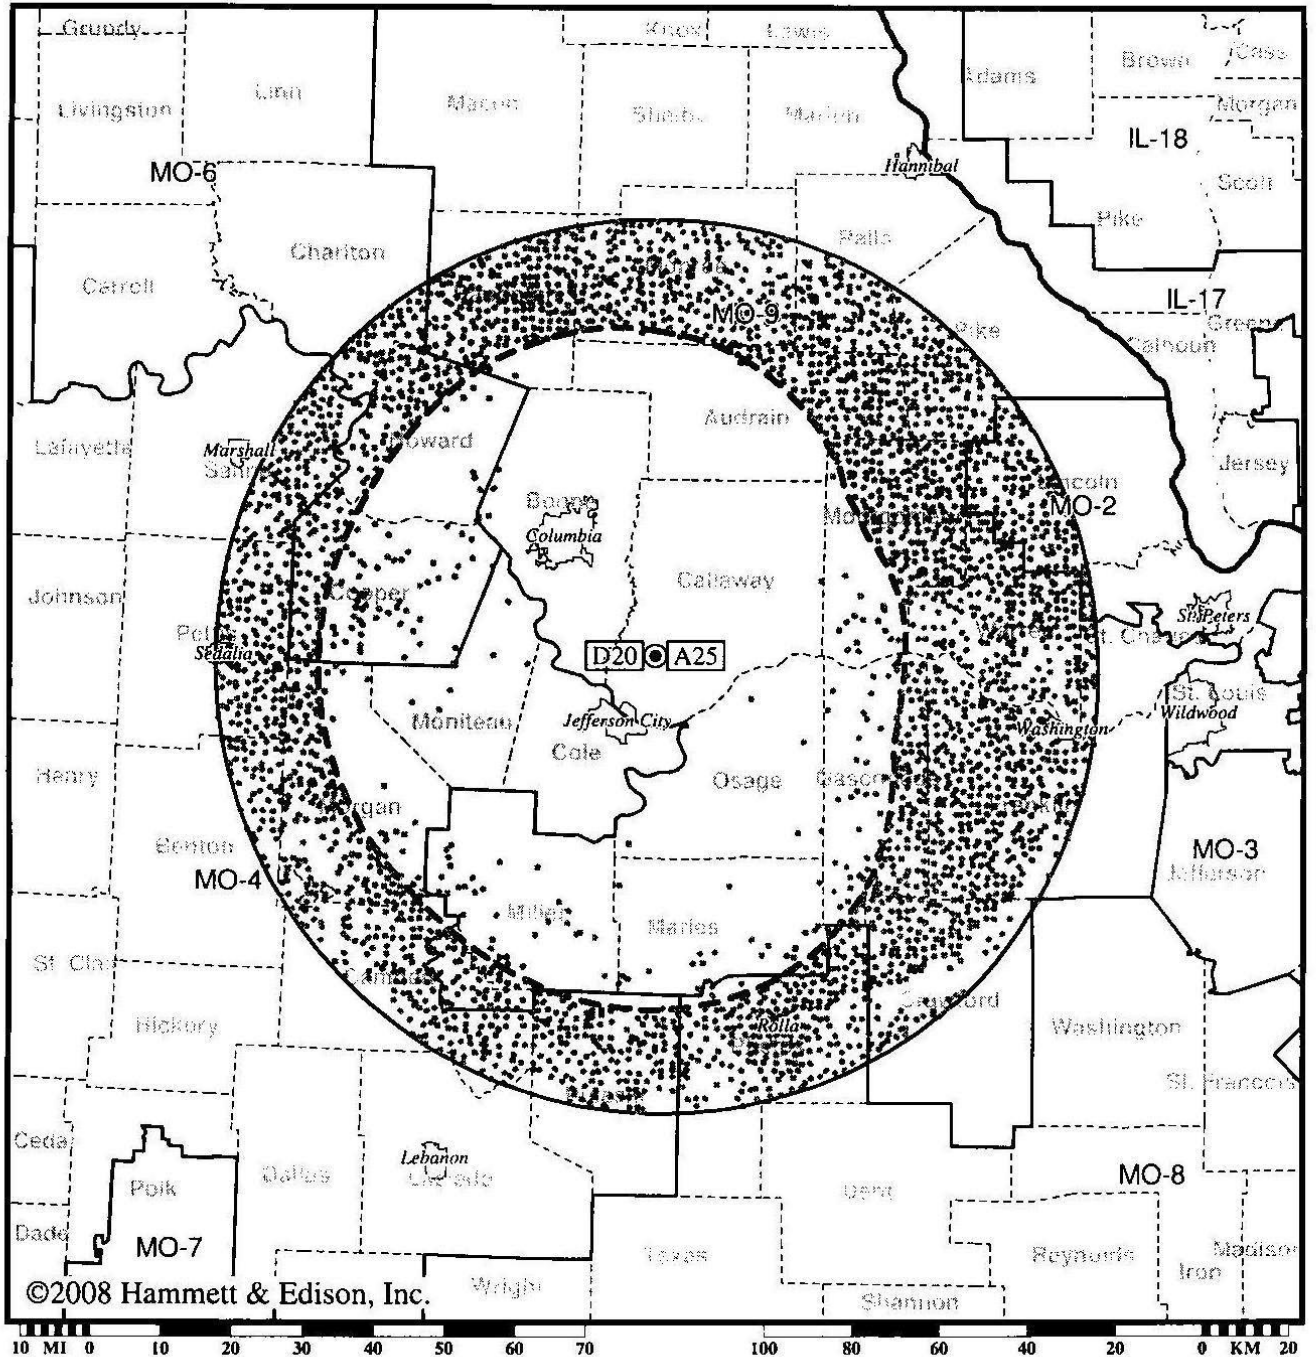 Grundy
Knox
Lewis
Adams
Brown
Cass
Livingston
Linn
Macon
Marion
Morgan
IL-18
MO-6
Hannibal
Scott
Pike
Chariton
Ralls
Carroll
IL-17
MO-9
Pike
Greene
Calhoun
Audrain
Lafayette
Marshall
Howard
Jersey
Lincoln
MO-2
Boone
Columbia
Callaway
Johnson
Cooper
St. Peters
Sedalia
D20
A25
St. Louis
Wildwood
Moniteau
Jefferson City
Washington
Cole
Henry
Osage
Morgan
Benton
MO-4
MO-3
Jefferson
Miller
Maries
St Clair
Crawford
Hickory
Rolla
Washington
St. Francois
Cedar
Lebanon
Polk
Dallas
Dent
MO-8
Dade
MO-7
Texas
Reynolds
Madison
Iron
Wright
Shannon
©2008 Hammett & Edison, Inc.
10 MI 0 10 20 30 40 50 60 70 100 80 60 40 20 0 KM 20